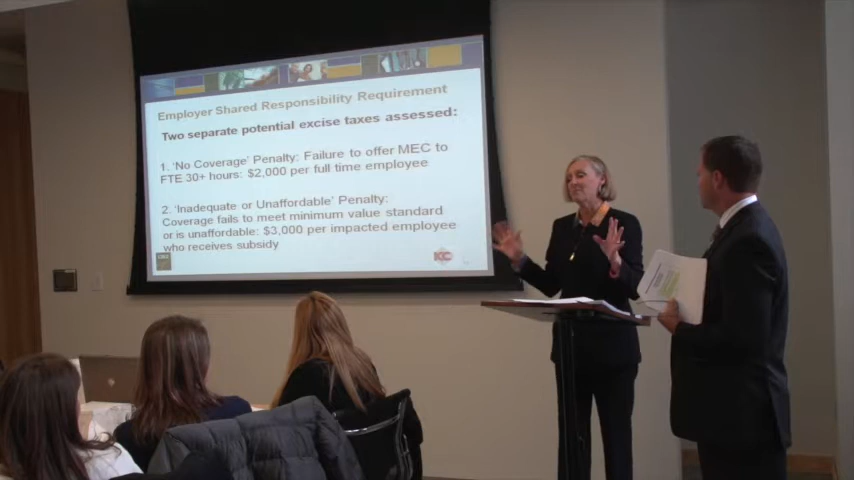 Employer Shared Responsibility Requirement
Two separate potential excise taxes assessed:
1. 'No Coverage' Penalty: Failure to offer MEC to
FTE 30+ hours: $2,000 per full time employee
2. 'Inadequate or Unaffordable' Penalty:
Coverage fails to meet minimum value standard
or is unaffordable: $3,000 per impacted employee
who receives subsidy
KC